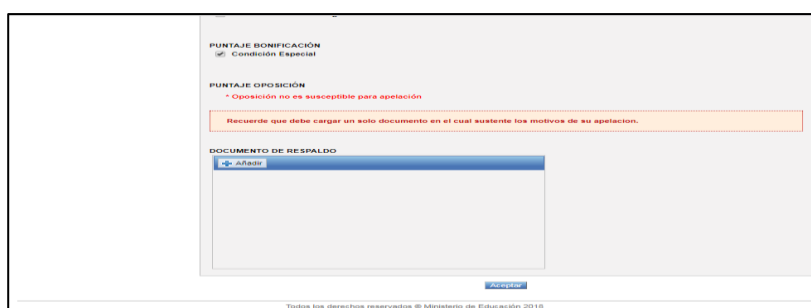 PUNTAJE BONIFICACIÓN
Condición Especial
PUNTAJE OPOSICIÓN
* Oposición no es susceptible para apelación
Recuerde que debe cargar un solo documento en el cual sustente los motivos de su apelacion.
DOCUMENTO DE RESPALDO
Añadir
Aceptar
Todos los derechos reservados © Ministerio de Educación 2016